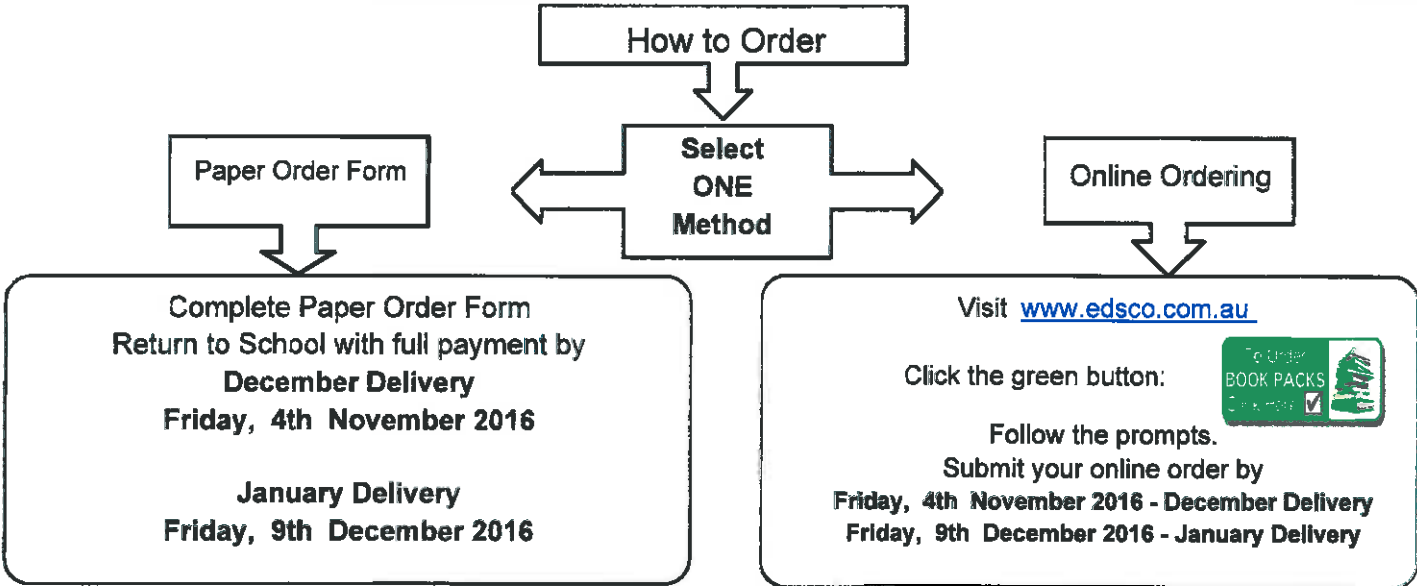 How to Order
Select
ONE
Method
Paper Order Form
Online Ordering
Complete Paper Order Form
Return to School with full payment by
December Delivery
Friday, 4th November 2016
January Delivery
Friday, 9th December 2016
Visit www.edsco.com.au
Click the green button:
To Order
BOOK PACKS
Follow the prompts.
Submit your online order by
Friday, 4th November 2016 - December Delivery
Friday, 9th December 2016 - January Delivery